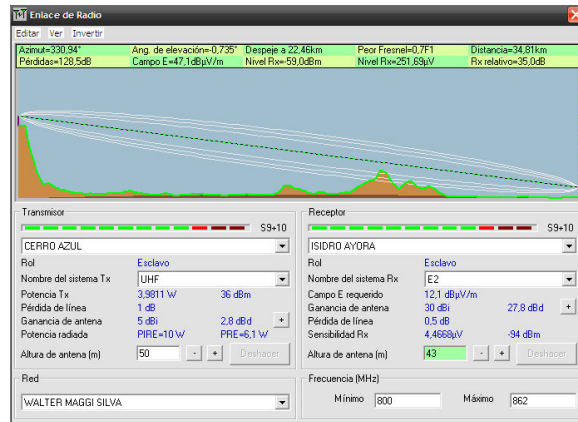 Enlace de Radio
Editar Ver Invertir
Azimut=330,94° Ang. de elevación=-0,735° Despeje a 22,46km Peor Fresnel=0,7F1 Distancia=34,81km
Pérdidas=128,5dB Campo E=47,1dBµV/m Nivel Rx=-59,0dBm Nivel Rx=251,69µV Rx relativo=35,0dB
Transmisor Receptor
S9+10 S9+10
CERRO AZUL ISIDRO AYORA
Rol Esclavo Rol Esclavo
Nombre del sistema Tx UHF Nombre del sistema Rx E2
Potencia Tx 3,9811 W 36 dBm Campo E requerido 12,1 dBµV/m
Pérdida de línea 1 dB Ganancia de antena 30 dBi 27,8 dBd +
Ganancia de antena 5 dBi 2,8 dBd + Pérdida de línea 0,5 dB
Potencia radiada PIRE=10 W PRE=6,1 W Sensibilidad Rx 4,4668µV -94 dBm
Altura de antena (m) 50 - + Deshacer Altura de antena (m) 43 - + Deshacer
Red Frecuencia (MHz)
WALTER MAGGI SILVA Mínimo 800 Máximo 862